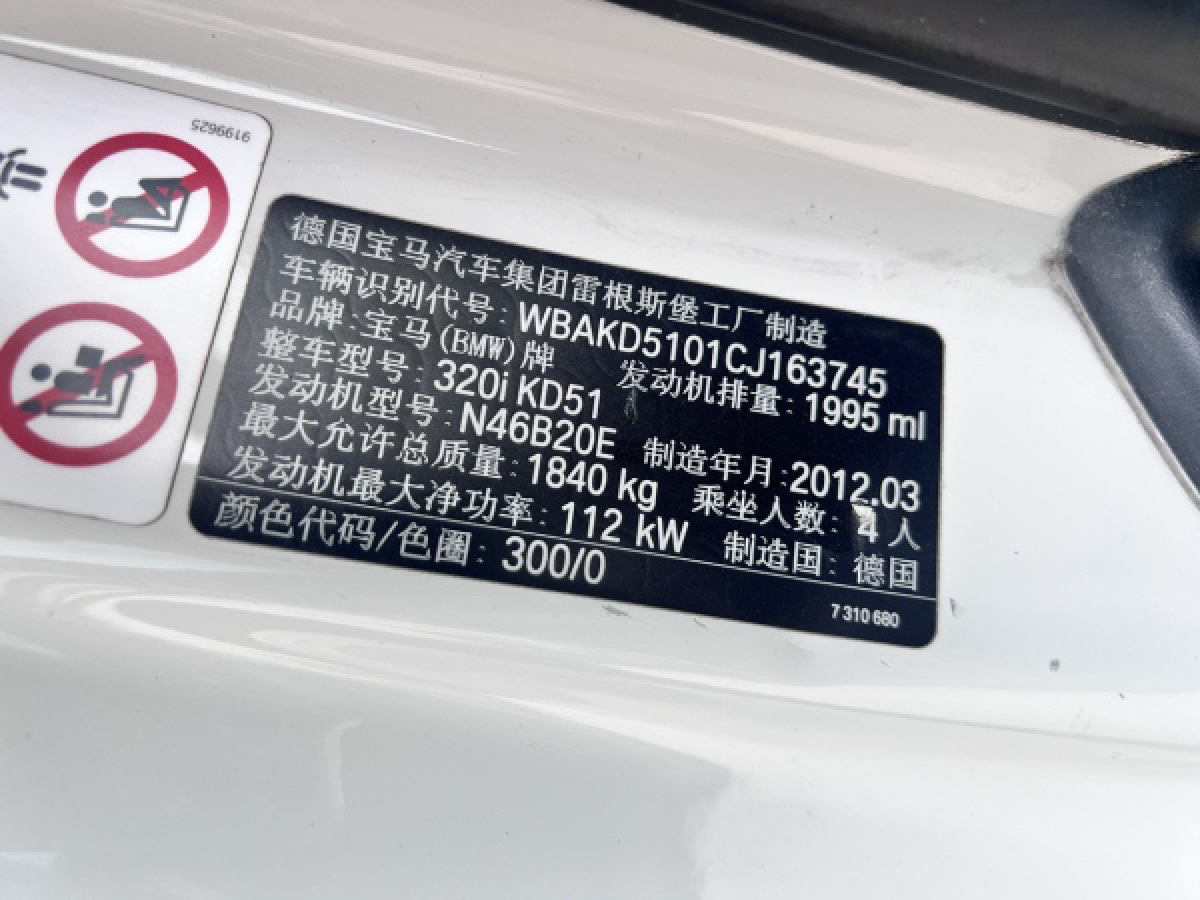 9199625
德国宝马汽车集团雷根斯堡工厂制造
车辆识别代号: WBAKD5101CJ163745
品牌: 宝马(BMW)牌 发动机排量: 1995 ml
整车型号: 320i KD51
发动机型号: N46B20E 制造年月: 2012.03
最大允许总质量: 1840 kg 乘坐人数: 4 人
发动机最大净功率: 112 kW 制造国: 德国
颜色代码/色圈: 300/0
7 310 680